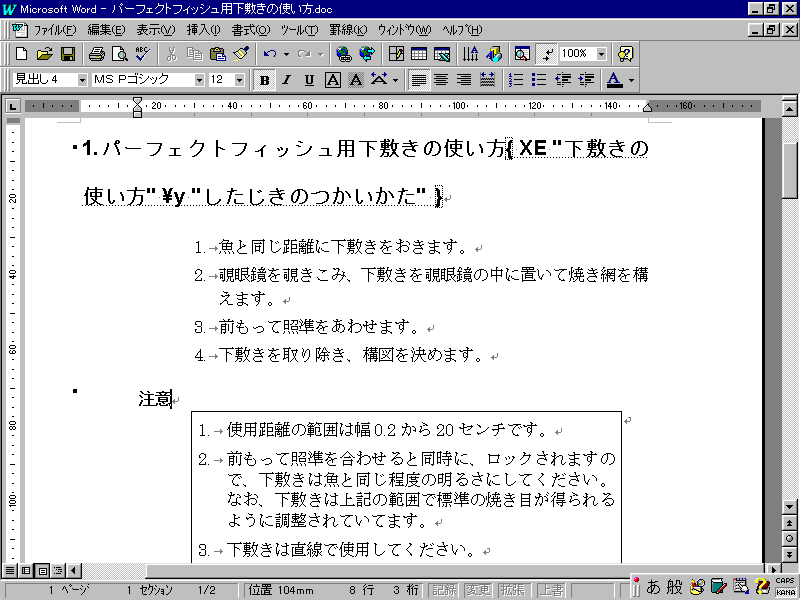 Microsoft Word - パーフェクトフィッシュ用下敷きの使い方.doc
ファイル(F) 編集(E) 表示(V) 挿入(I) 書式(O) ツール(T) 罫線(K) ウィンドウ(W) ヘルプ(H)
100%
見出し 4 MS Pゴシック 12 B I U A A
20 40 60 80 100 120 140 160
1. パーフェクトフィッシュ用下敷きの使い方{ XE "下敷きの
使い方" ¥y "したじきのつかいかた" }
20
1. 魚と同じ距離に下敷きをおきます。
2. 覗眼鏡を覗きこみ、下敷きを覗眼鏡の中に置いて焼き網を構
えます。
40
3. 前もって照準をあわせます。
60
4. 下敷きを取り除き、構図を決めます。
注意
80
1. 使用距離の範囲は幅 0.2 から 20 センチです。
2. 前もって照準を合わせると同時に、ロックされますの
で、下敷きは魚と同じ程度の明るさにしてください。
なお、下敷きは上記の範囲で標準の焼き目が得られる
ように調整されていてます。
100
3. 下敷きは直線で使用してください。
1 ページ 1 セクション 1/2 位置 104mm 8 行 3 桁 記録 変更 拡張 上書
あ 般 CAPS KANA